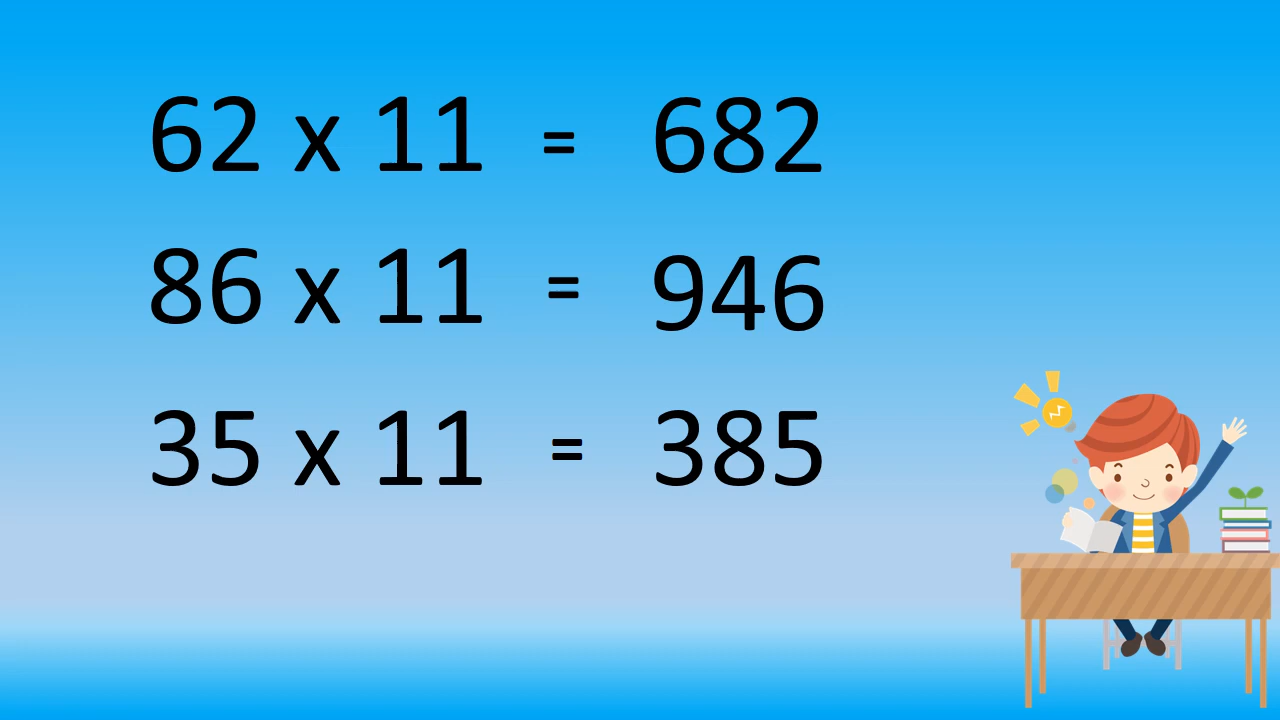 62 x 11 = 682
86 x 11 = 946
35 x 11 = 385